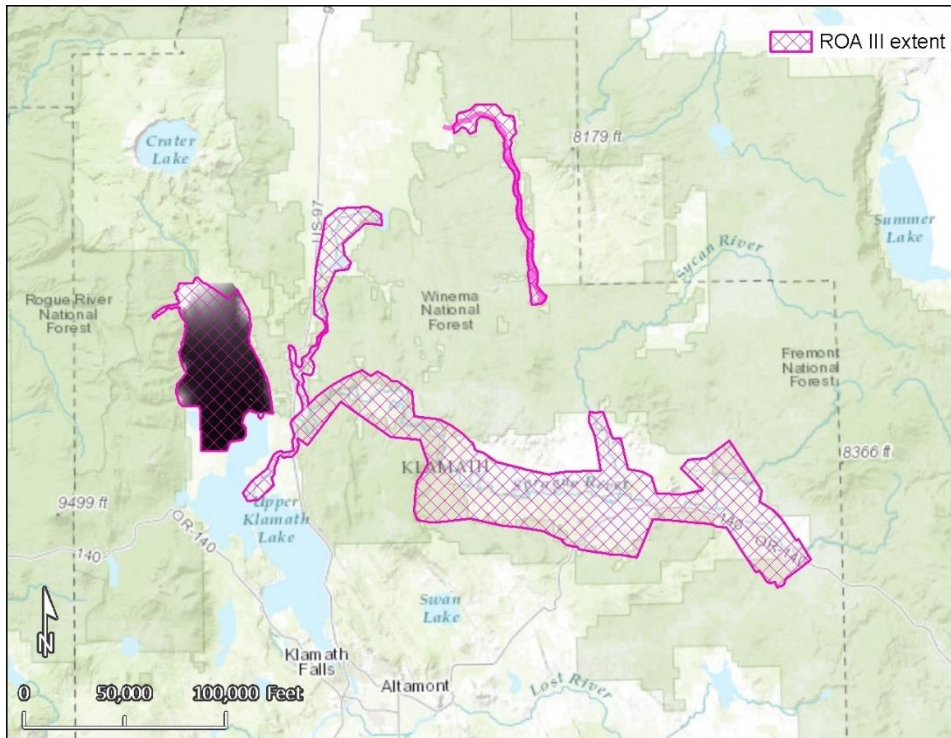 ROA III extent
Crater
Lake
8179 ft
US-97
Summer
Lake
Sycan River
Rogue River
National
Forest
Winema
National
Forest
Fremont
National
Forest
KLAMATH
Sprague River
8366 ft
9499 ft
Upper
Klamath
Lake
140
OR-140
140
OR-140
Swan
Lake
N
Klamath
Falls
Altamont
Lost River
0 50,000 100,000 Feet